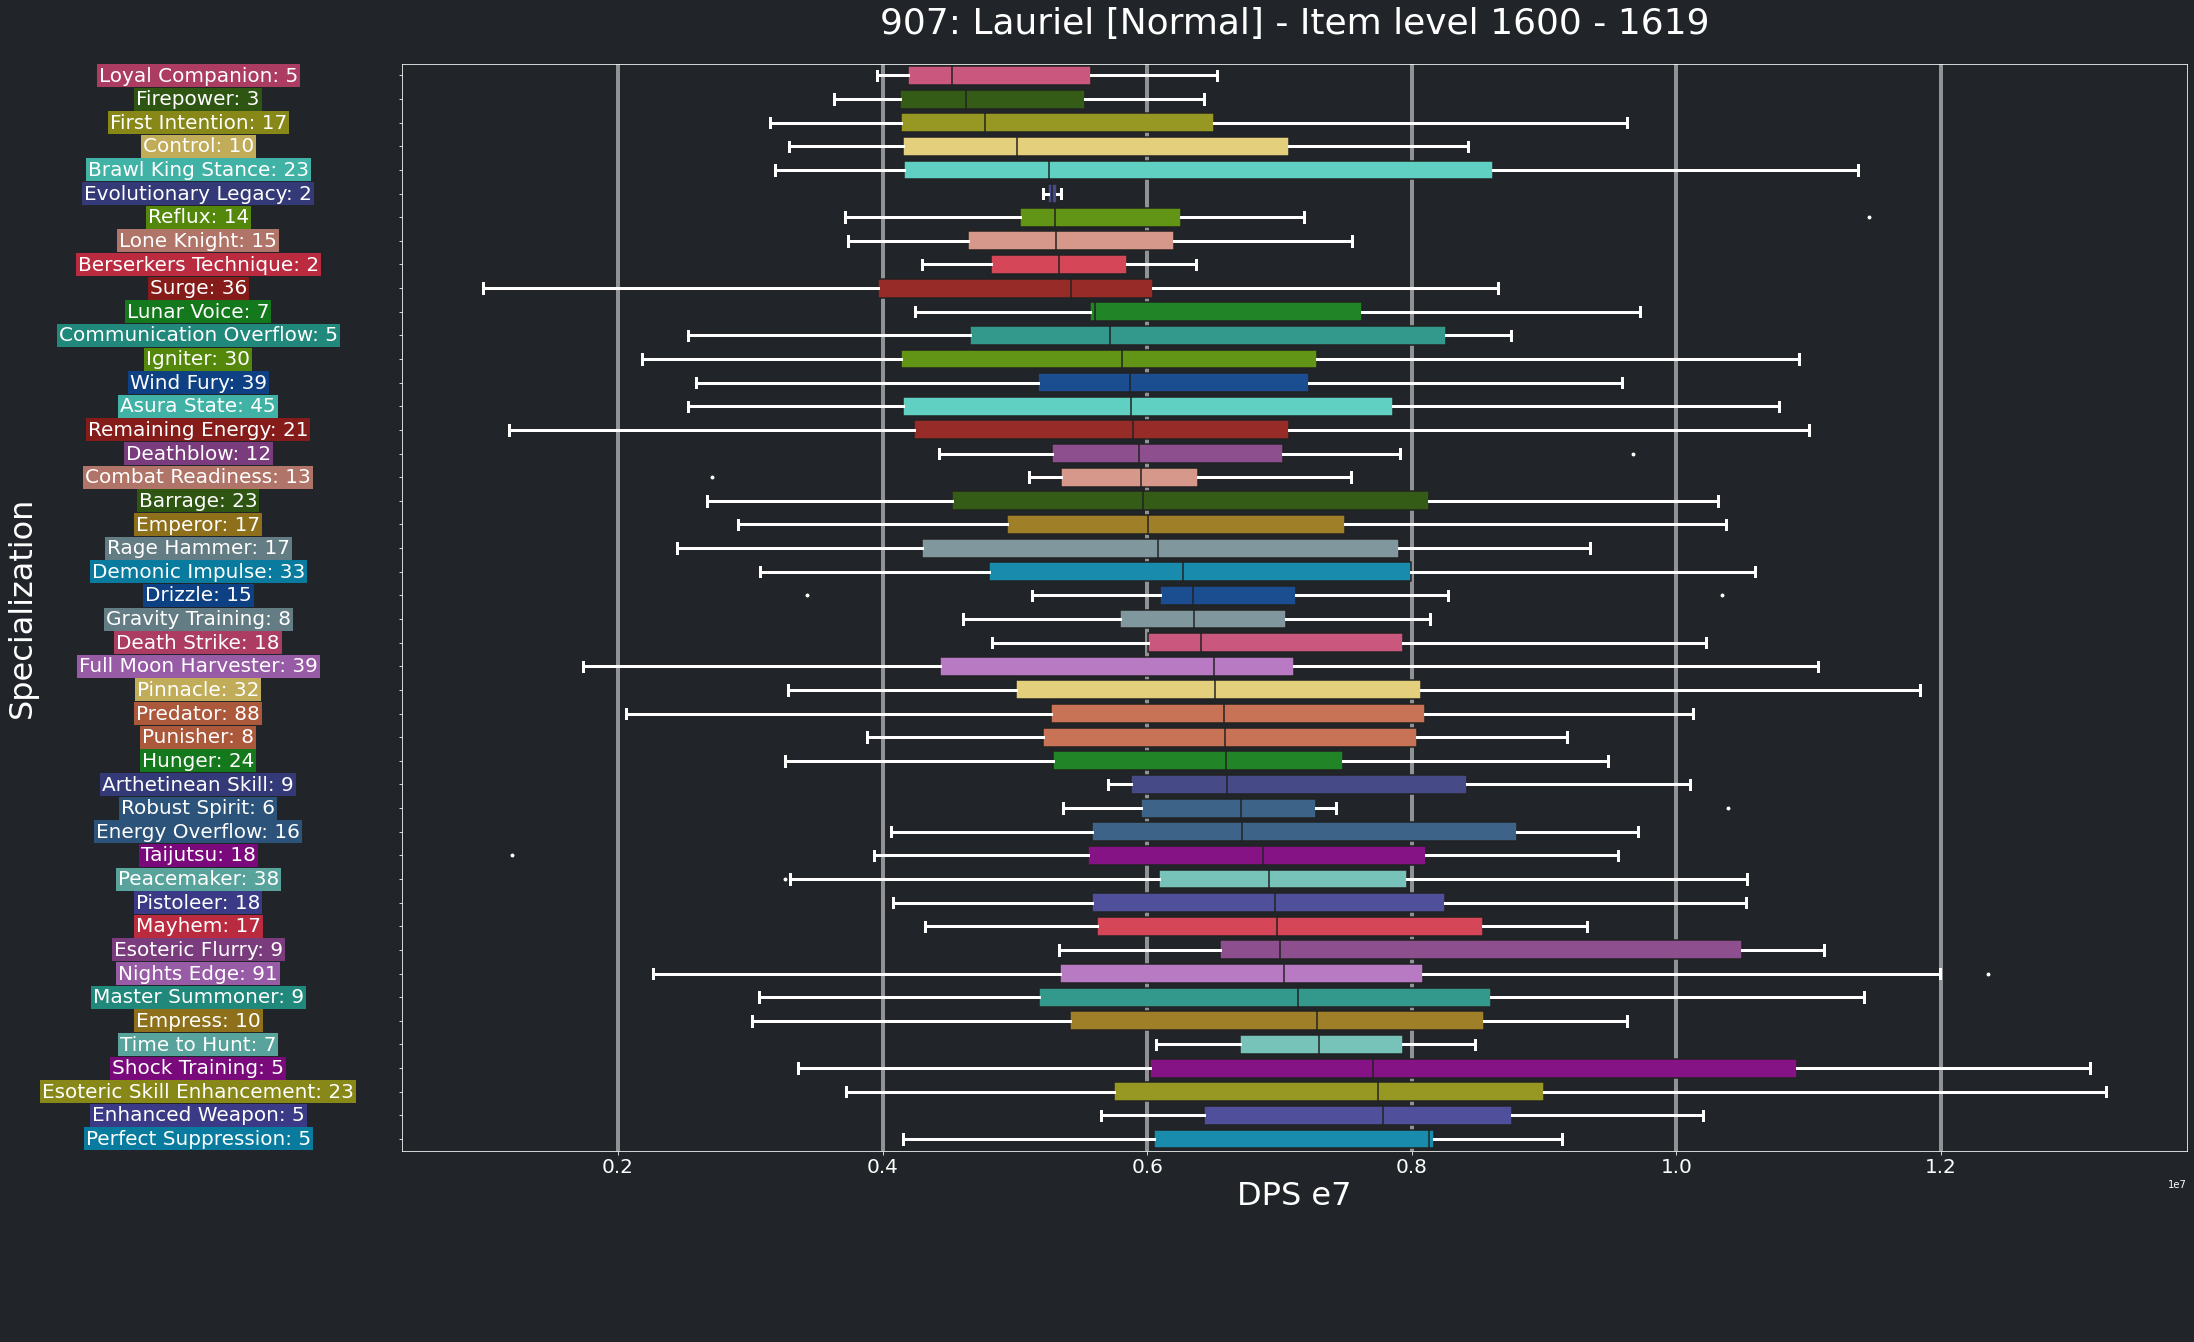 907: Lauriel [Normal] - Item level 1600 - 1619
Loyal Companion: 5
Firepower: 3
First Intention: 17
Control: 10
Brawl King Stance: 23
Evolutionary Legacy: 2
Reflux: 14
Lone Knight: 15
Berserkers Technique: 2
Surge: 36
Lunar Voice: 7
Communication Overflow: 5
Igniter: 30
Wind Fury: 39
Asura State: 45
Remaining Energy: 21
Deathblow: 12
Combat Readiness: 13
Barrage: 23
Emperor: 17
Rage Hammer: 17
Demonic Impulse: 33
Drizzle: 15
Gravity Training: 8
Death Strike: 18
Full Moon Harvester: 39
Pinnacle: 32
Predator: 88
Punisher: 8
Hunger: 24
Arthetinean Skill: 9
Robust Spirit: 6
Energy Overflow: 16
Taijutsu: 18
Peacemaker: 38
Pistoleer: 18
Mayhem: 17
Esoteric Flurry: 9
Nights Edge: 91
Master Summoner: 9
Empress: 10
Time to Hunt: 7
Shock Training: 5
Esoteric Skill Enhancement: 23
Enhanced Weapon: 5
Perfect Suppression: 5
Specialization
0.2 0.4 0.6 0.8 1.0 1.2
1e7
DPS e7